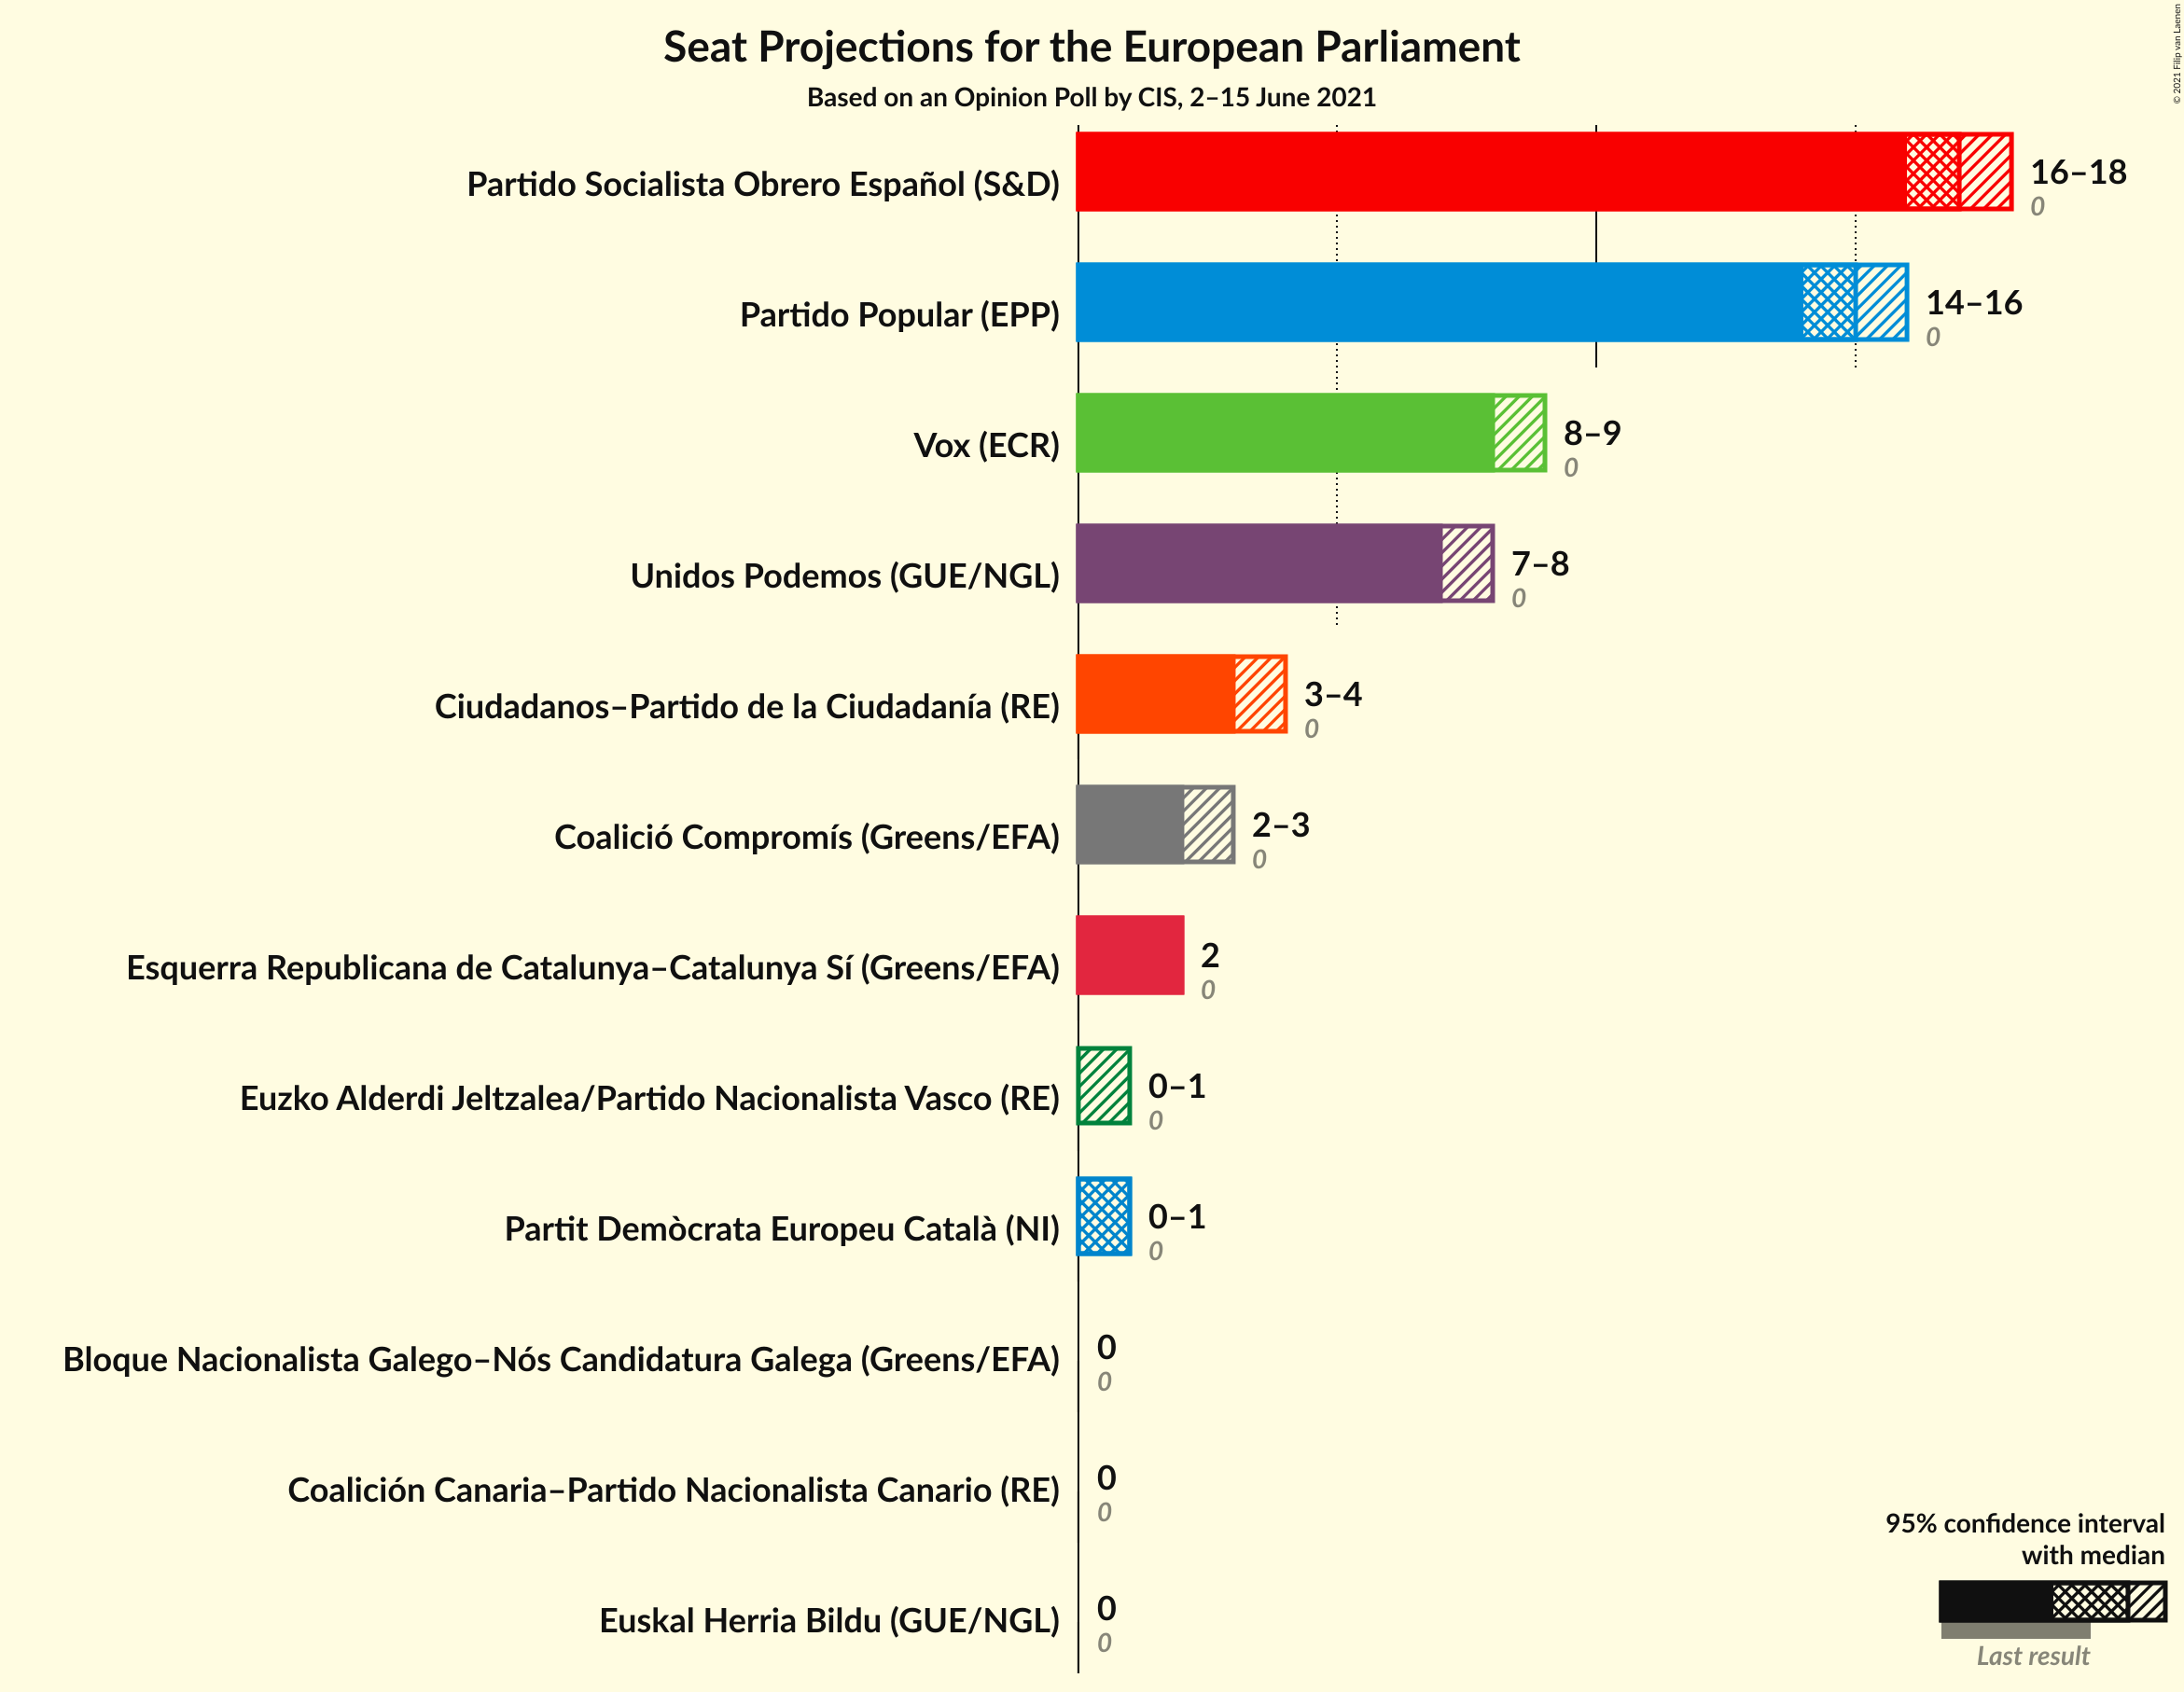 Seat Projections for the European Parliament
Based on an Opinion Poll by CIS, 2–15 June 2021
© 2021 Filip van Laenen
Partido Socialista Obrero Español (S&D)
16–18
0
Partido Popular (EPP)
14–16
0
Vox (ECR)
8–9
0
Unidos Podemos (GUE/NGL)
7–8
0
Ciudadanos–Partido de la Ciudadanía (RE)
3–4
0
Coalició Compromís (Greens/EFA)
2–3
0
Esquerra Republicana de Catalunya–Catalunya Sí (Greens/EFA)
2
0
Euzko Alderdi Jeltzalea/Partido Nacionalista Vasco (RE)
0–1
0
Partit Demòcrata Europeu Català (NI)
0–1
0
Bloque Nacionalista Galego–Nós Candidatura Galega (Greens/EFA)
0
0
Coalición Canaria–Partido Nacionalista Canario (RE)
0
0
Euskal Herria Bildu (GUE/NGL)
0
0
95% confidence interval
with median
Last result